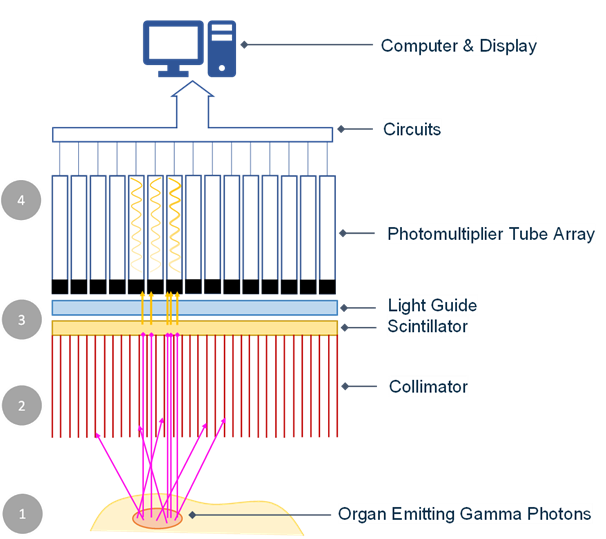 Computer & Display
Circuits
4
Photomultiplier Tube Array
Light Guide
3
Scintillator
Collimator
2
1
Organ Emitting Gamma Photons